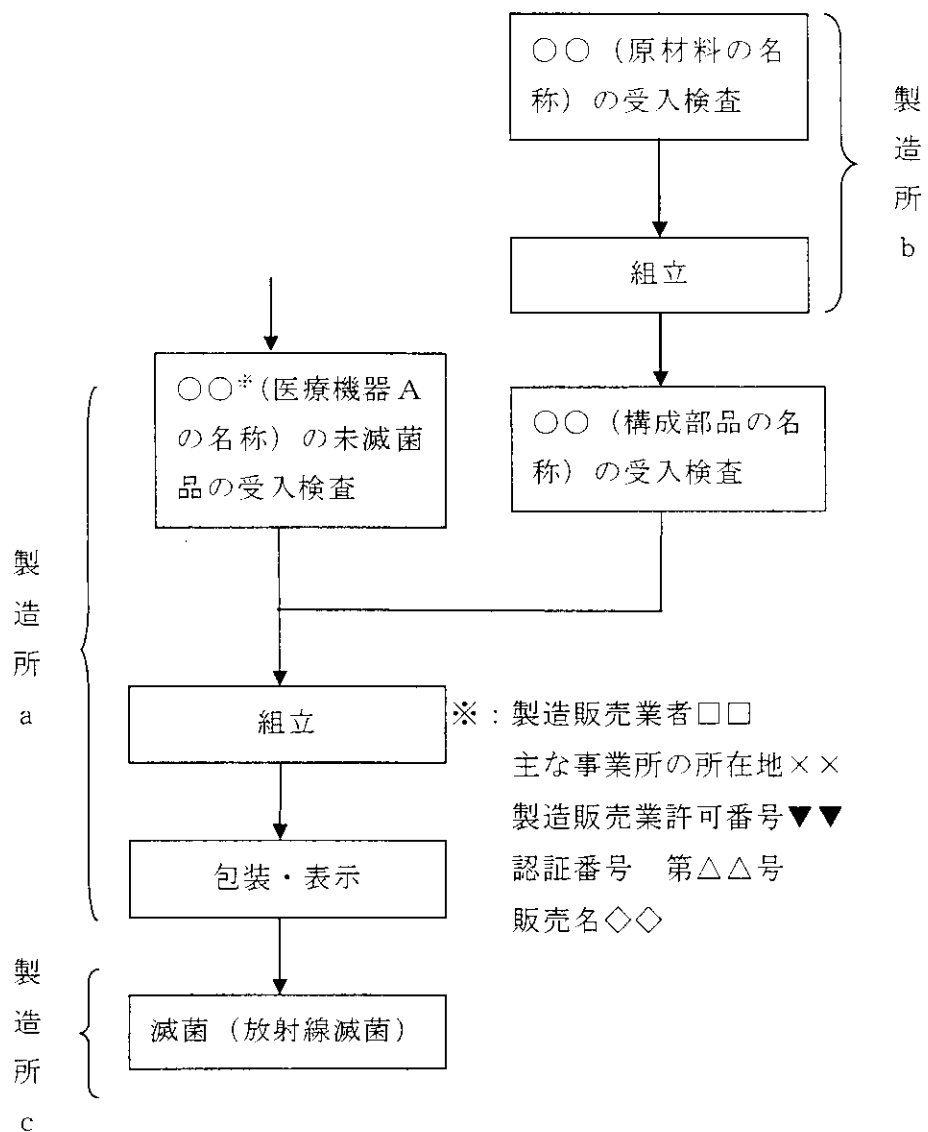 ○○（原材料の名
称）の受入検査
製
造
所
b
組立
○○※(医療機器A
の名称）の未滅菌
品の受入検査
○○（構成部品の名
称）の受入検査
製
造
所
a
組立
※：製造販売業者□□
主な事業所の所在地××
製造販売業許可番号▼▼
認証番号　第△△号
販売名◇◇
包装・表示
製
造
所
c
滅菌（放射線滅菌）